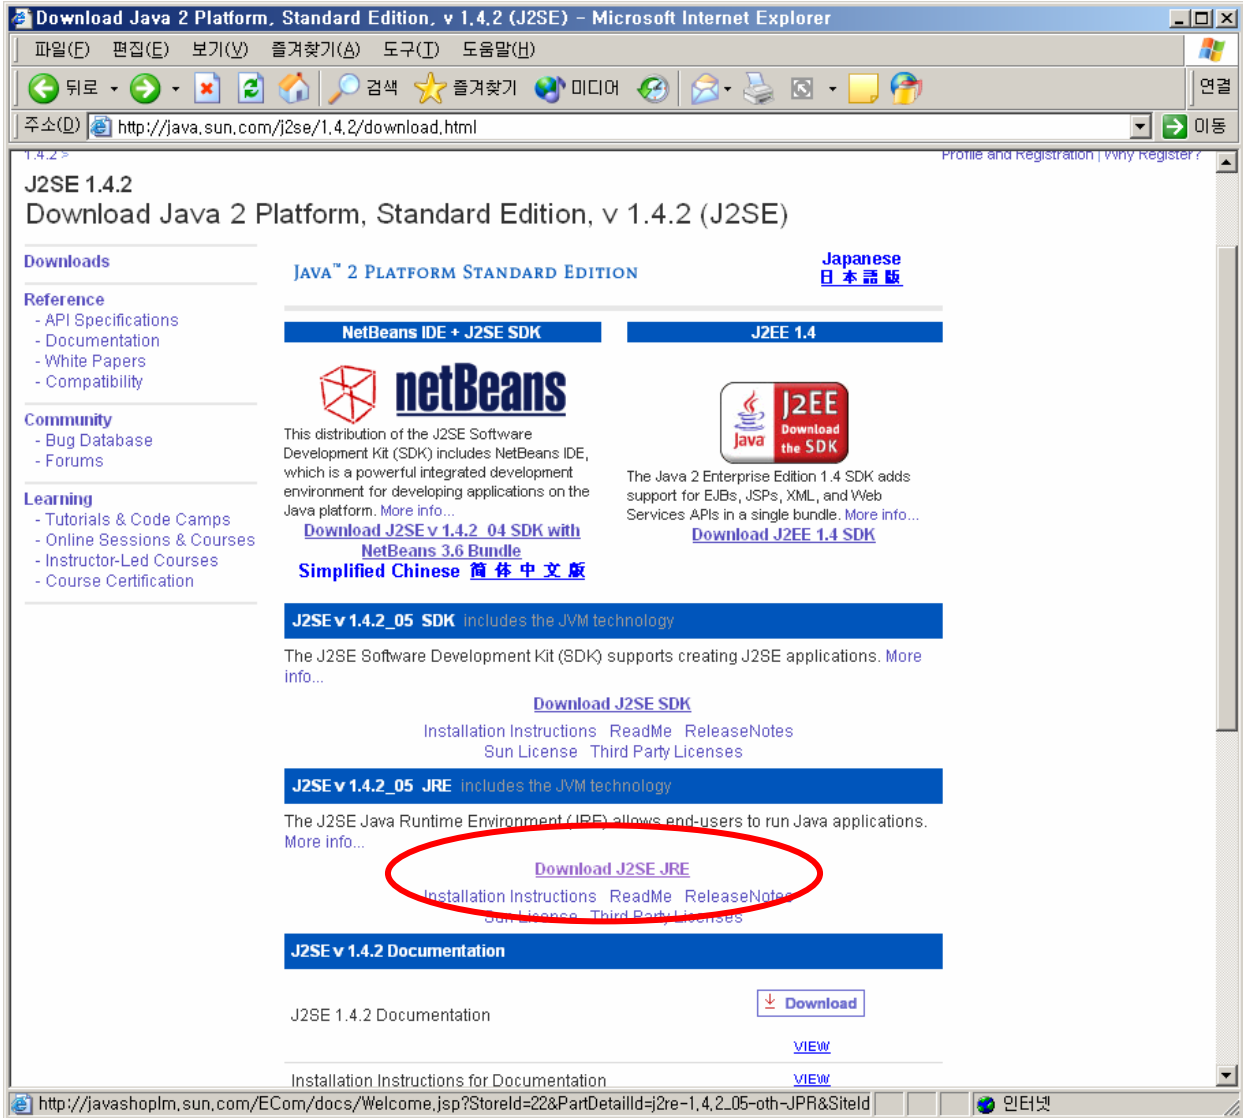 Download Java 2 Platform, Standard Edition, v 1.4.2 (J2SE) - Microsoft Internet Explorer
파일(F) 편집(E) 보기(V) 즐겨찾기(A) 도구(T) 도움말(H)
뒤로 검색 즐겨찾기 미디어 연결
주소(D) http://java.sun.com/j2se/1.4.2/download.html 이동
1.4.2 > Profile and Registration | Why Register?
J2SE 1.4.2
Download Java 2 Platform, Standard Edition, v 1.4.2 (J2SE)
Downloads
Reference
- API Specifications
- Documentation
- White Papers
- Compatibility
Community
- Bug Database
- Forums
Learning
- Tutorials & Code Camps
- Online Sessions & Courses
- Instructor-Led Courses
- Course Certification
JAVA™ 2 PLATFORM STANDARD EDITION
Japanese
日本語版
NetBeans IDE + J2SE SDK
netBeans
This distribution of the J2SE Software
Development Kit (SDK) includes NetBeans IDE,
which is a powerful integrated development
environment for developing applications on the
Java platform. More info...
Download J2SE v 1.4.2_04 SDK with
NetBeans 3.6 Bundle
Simplified Chinese 简体中文版
J2EE 1.4
Java
J2EE
Download
the SDK
The Java 2 Enterprise Edition 1.4 SDK adds
support for EJBs, JSPs, XML, and Web
Services APIs in a single bundle. More info...
Download J2EE 1.4 SDK
J2SE v 1.4.2_05 SDK includes the JVM technology
The J2SE Software Development Kit (SDK) supports creating J2SE applications. More
info...
Download J2SE SDK
Installation Instructions ReadMe ReleaseNotes
Sun License Third Party Licenses
J2SE v 1.4.2_05 JRE includes the JVM technology
The J2SE Java Runtime Environment (JRE) allows end-users to run Java applications.
More info...
Download J2SE JRE
Installation Instructions ReadMe ReleaseNotes
Sun License Third Party Licenses
J2SE v 1.4.2 Documentation
J2SE 1.4.2 Documentation
Download
VIEW
Installation Instructions for Documentation VIEW
http://javashoplm.sun.com/ECom/docs/Welcome.jsp?StoreId=22&PartDetailId=j2re-1.4.2_05-oth-JPR&SiteId 인터넷